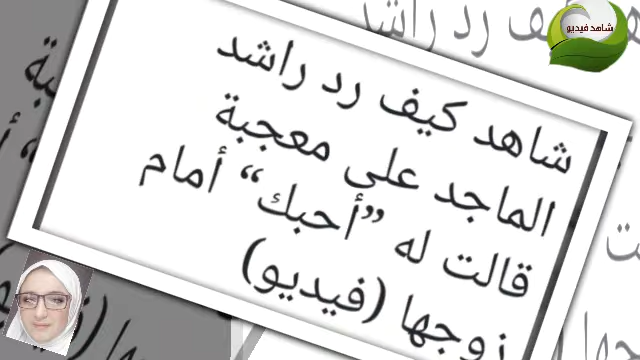 شاهد فيديو
شاهد كيف رد راشد
الماجد على معجبة
قالت له ”أحبك“ أمام
زوجها (فيديو)